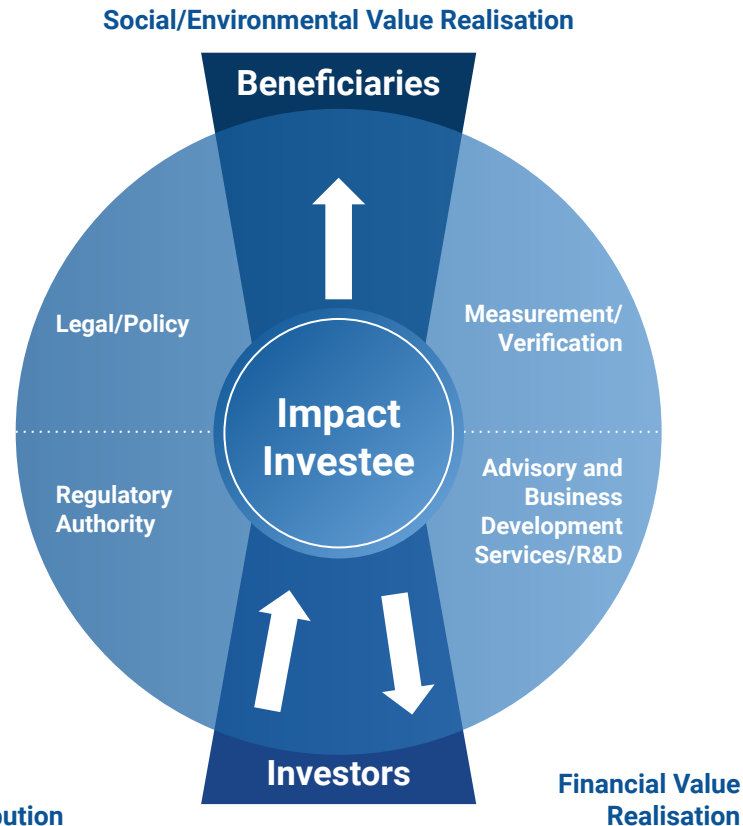 Social/Environmental Value Realisation
Beneficiaries
Legal/Policy
Measurement/
Verification
Impact
Investee
Regulatory
Authority
Advisory and
Business
Development
Services/R&D
Investors
Financial Value
Realisation